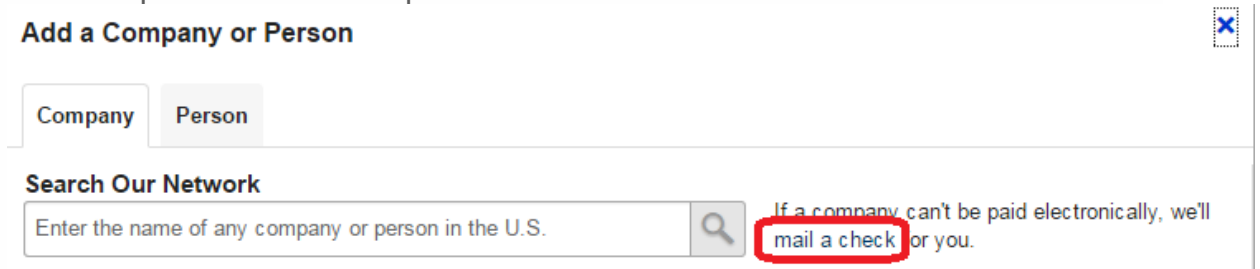 Add a Company or Person
Company
Person
Search Our Network
Enter the name of any company or person in the U.S.
If a company can't be paid electronically, we'll
mail a check or you.